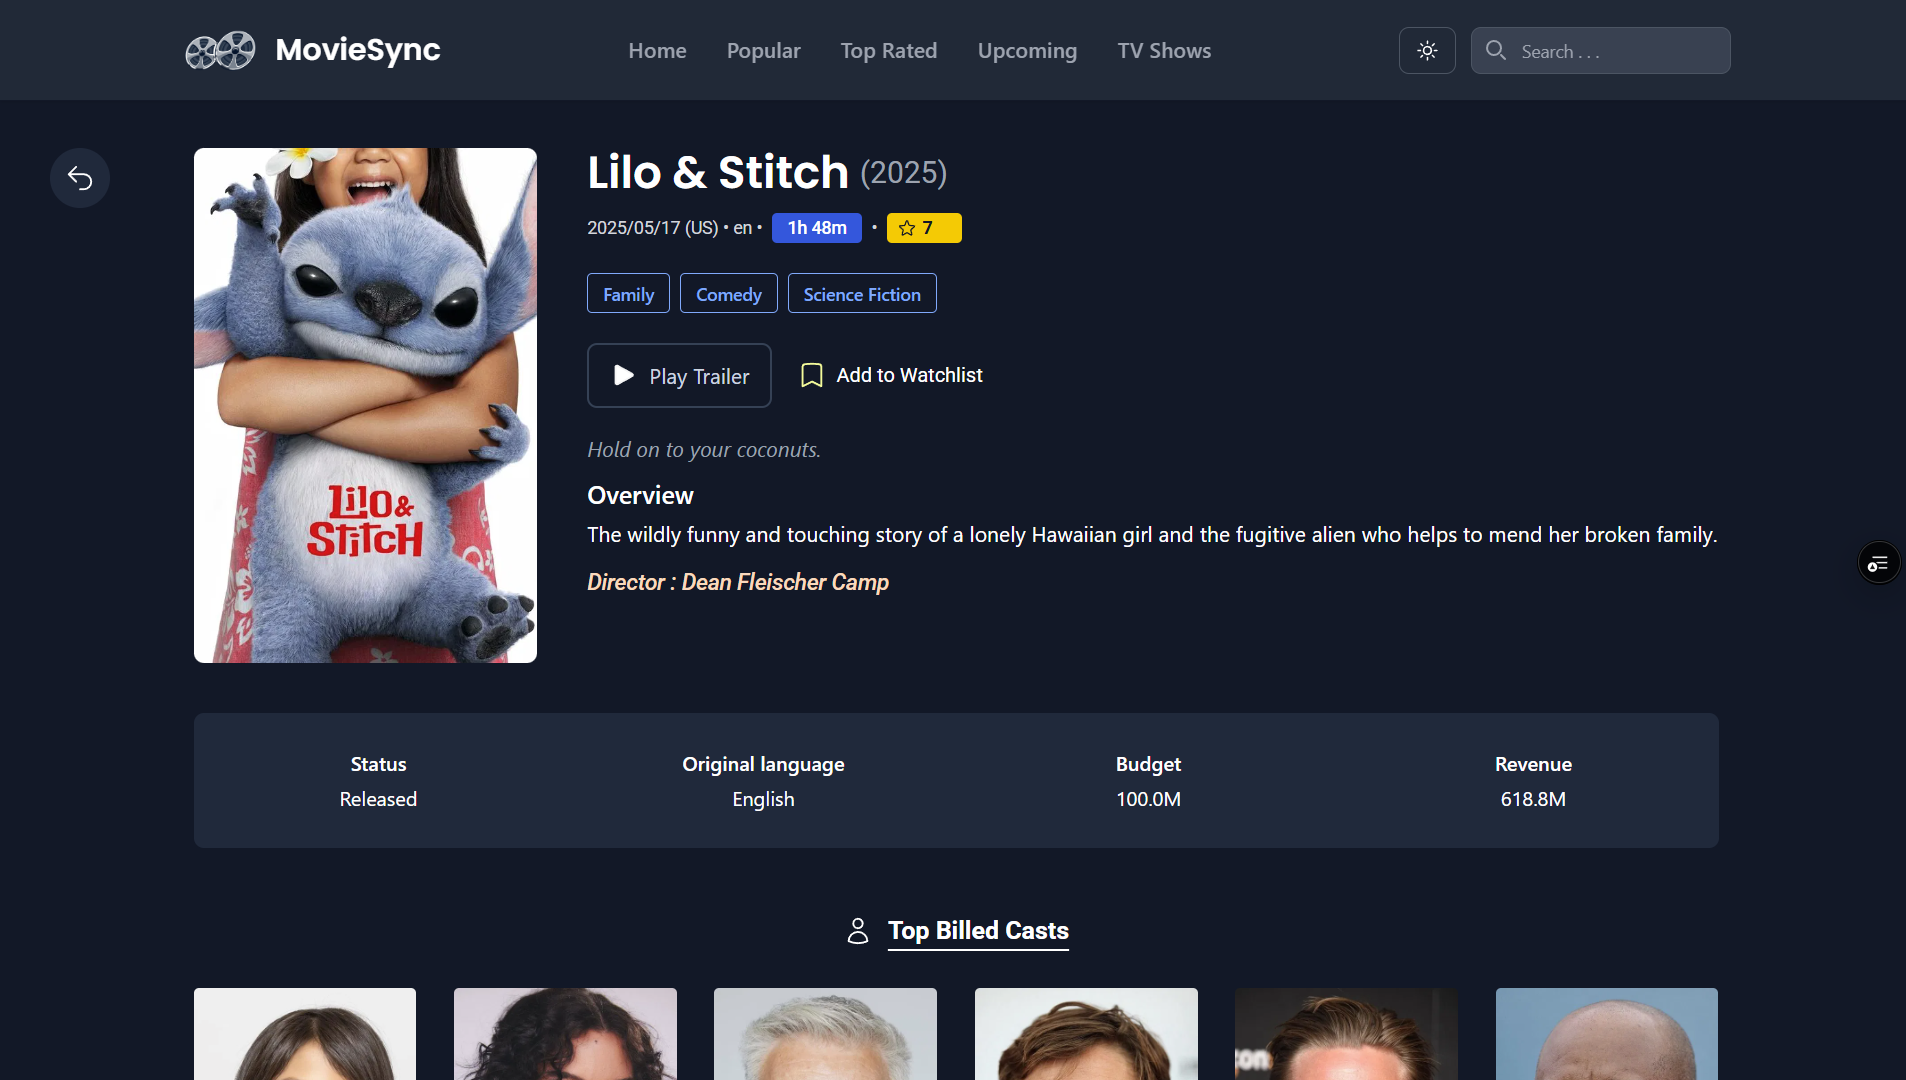 MovieSync
Home
Popular
Top Rated
Upcoming
TV Shows
Search . . .
Lilo & Stitch (2025)
2025/05/17 (US) • en • 1h 48m • 7
Family
Comedy
Science Fiction
Play Trailer
Add to Watchlist
Hold on to your coconuts.
Overview
The wildly funny and touching story of a lonely Hawaiian girl and the fugitive alien who helps to mend her broken family.
Director : Dean Fleischer Camp
Lilo &
Stitch
Status
Released
Original language
English
Budget
100.0M
Revenue
618.8M
Top Billed Casts